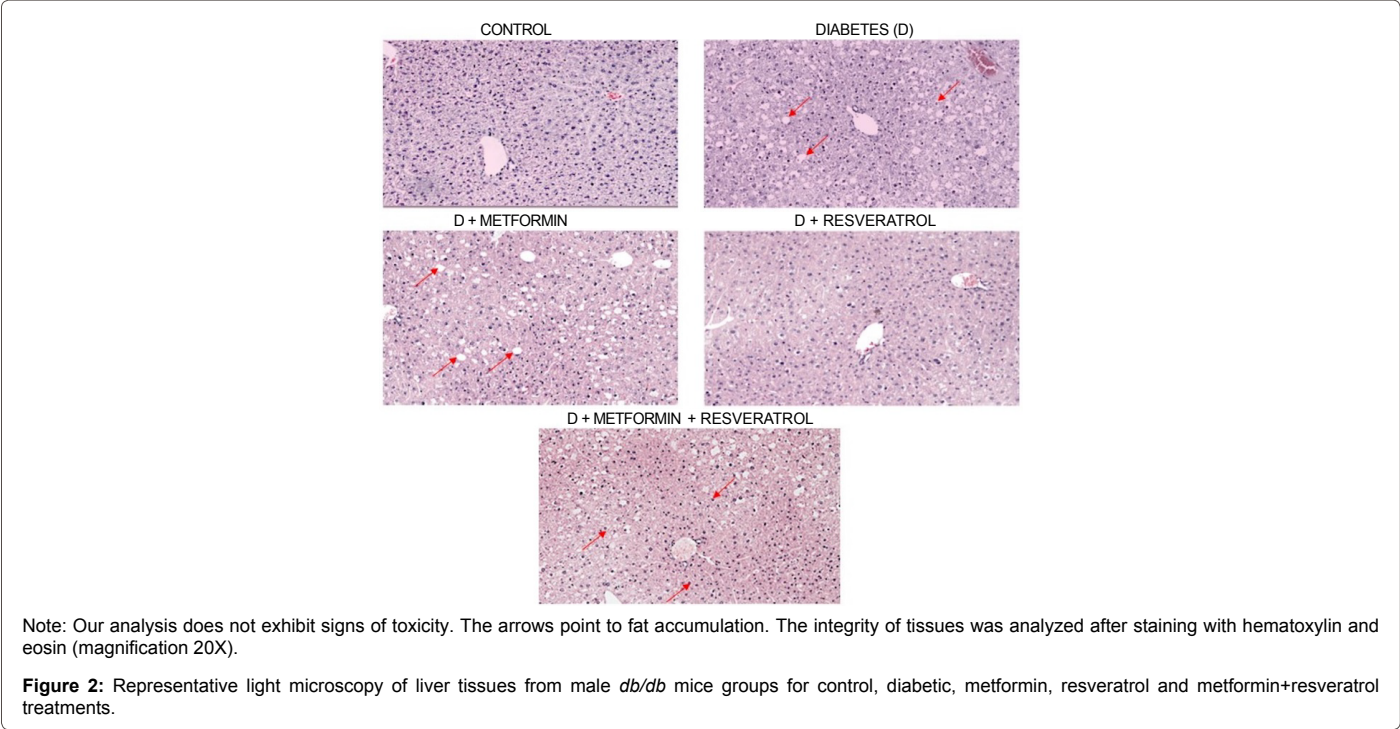 CONTROL
DIABETES (D)
D + METFORMIN
D + RESVERATROL
D + METFORMIN + RESVERATROL
Note: Our analysis does not exhibit signs of toxicity. The arrows point to fat accumulation. The integrity of tissues was analyzed after staining with hematoxylin and
eosin (magnification 20X).
Figure 2: Representative light microscopy of liver tissues from male db/db mice groups for control, diabetic, metformin, resveratrol and metformin+resveratrol
treatments.